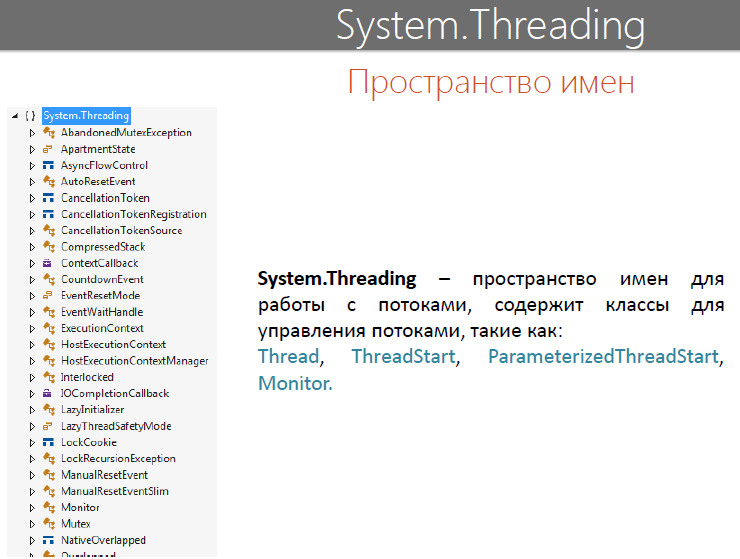 System.Threading
Пространство имен
System.Threading
AbandonedMutexException
ApartmentState
AsyncFlowControl
AutoResetEvent
CancellationToken
CancellationTokenRegistration
CancellationTokenSource
CompressedStack
ContextCallback
CountdownEvent
EventResetMode
EventWaitHandle
ExecutionContext
HostExecutionContext
HostExecutionContextManager
Interlocked
IOCompletionCallback
LazyInitializer
LazyThreadSafetyMode
LockCookie
LockRecursionException
ManualResetEvent
ManualResetEventSlim
Monitor
Mutex
NativeOverlapped
System.Threading – пространство имен для
работы с потоками, содержит классы для
управления потоками, такие как:
Thread, ThreadStart, ParameterizedThreadStart,
Monitor.